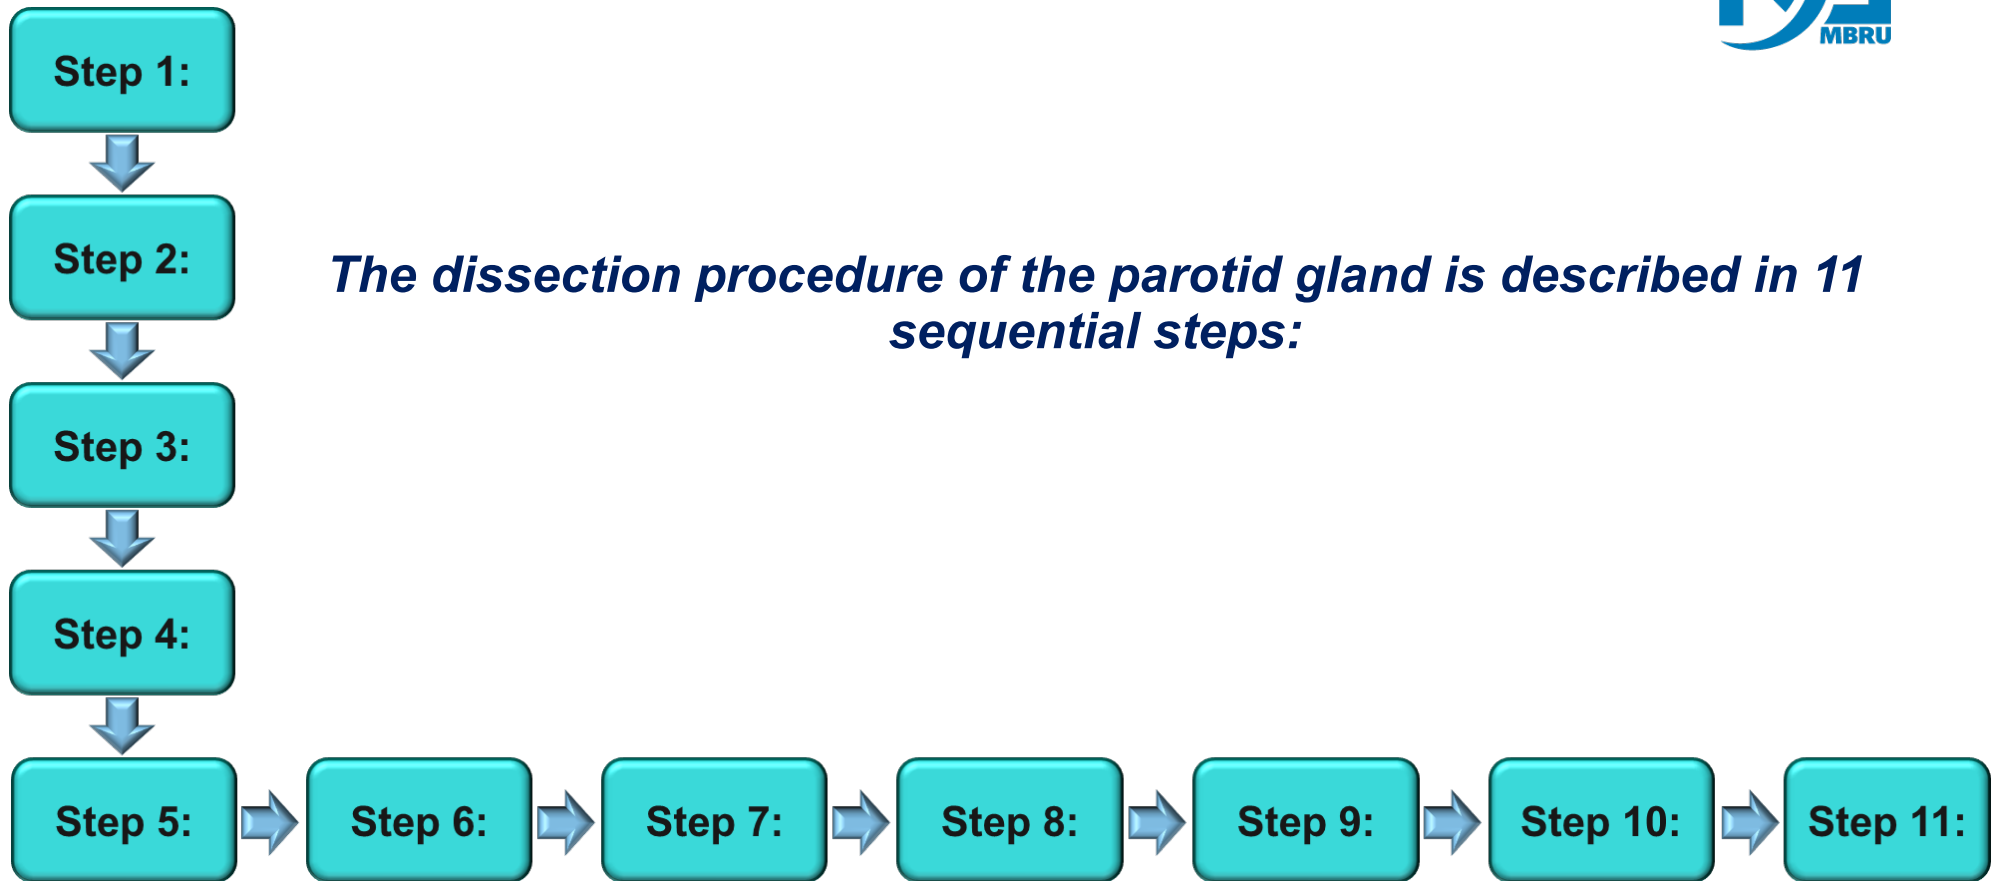 MBRU
Step 1:
Step 2:
The dissection procedure of the parotid gland is described in 11
sequential steps:
Step 3:
Step 4:
Step 5:
Step 6:
Step 7:
Step 8:
Step 9:
Step 10:
Step 11: